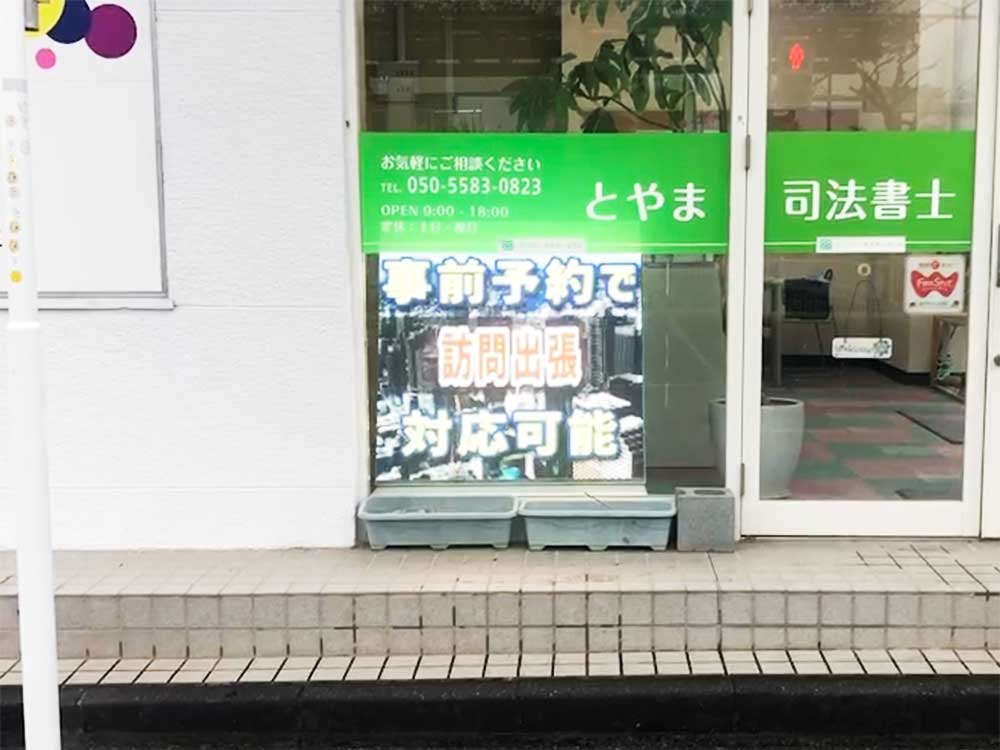 お気軽にご相談ください
TEL. 050-5583-0823
OPEN 9:00 - 18:00
とやま 司法書士
事前予約で
訪問出張
対応可能